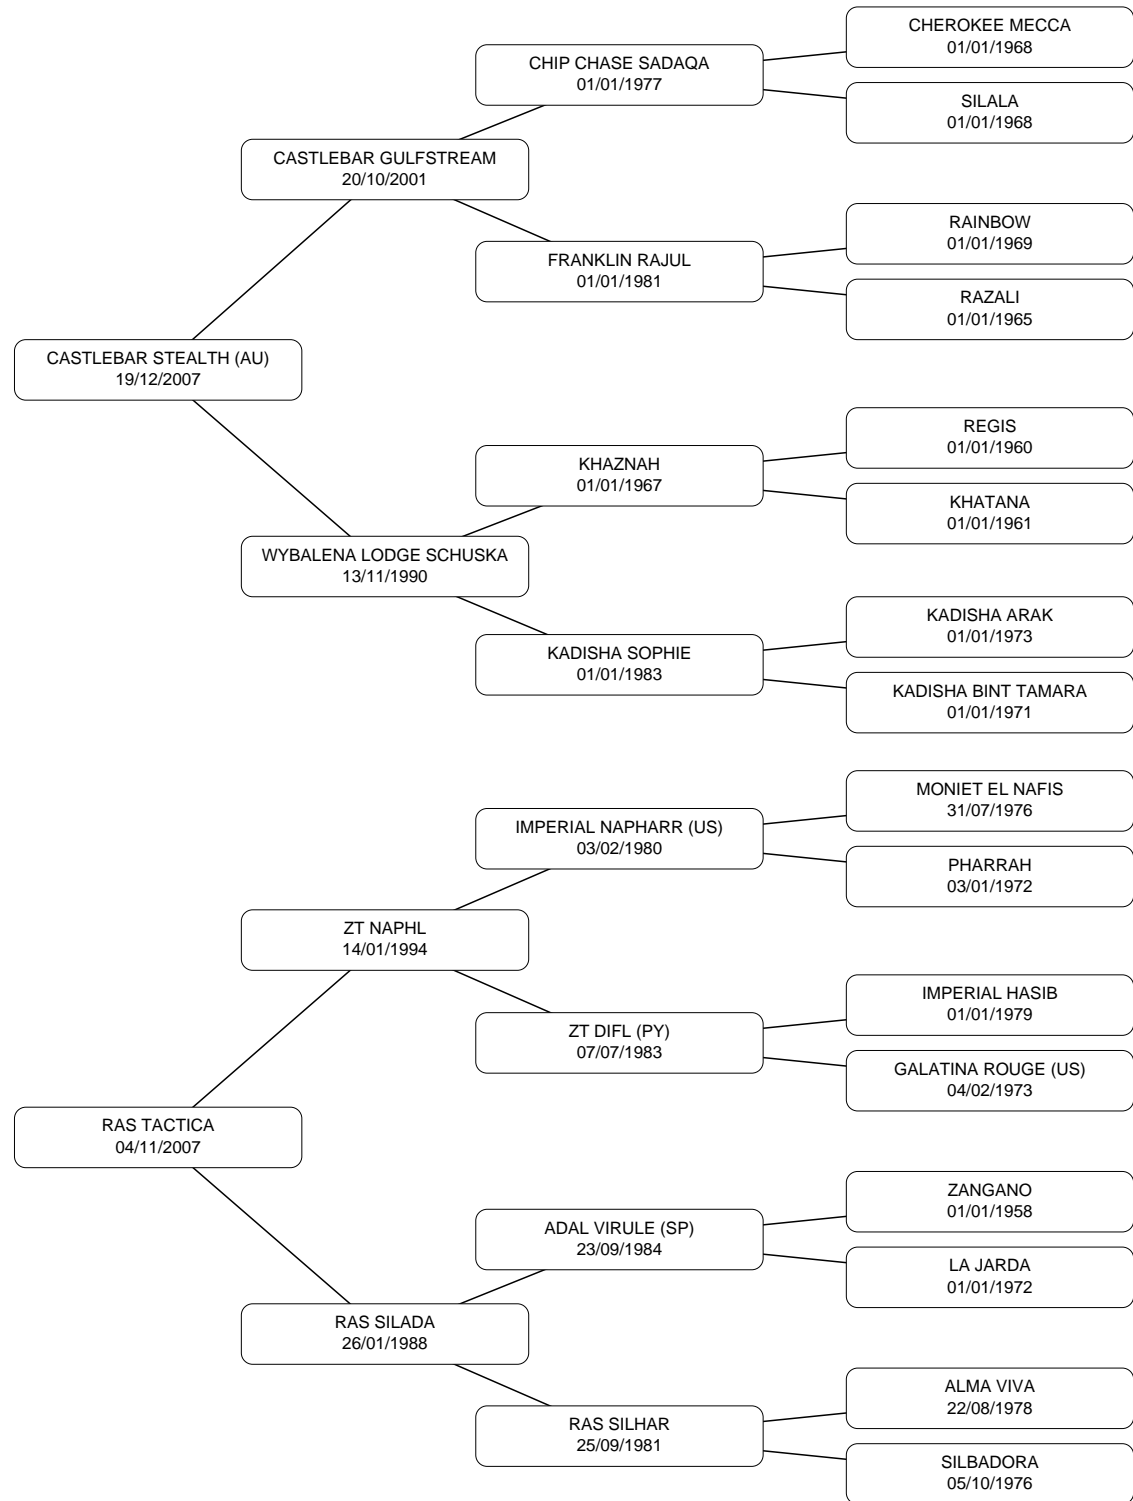 CHEROKEE MECCA
01/01/1968
CHIP CHASE SADAQA
01/01/1977
SILALA
01/01/1968
CASTLEBAR GULFSTREAM
20/10/2001
RAINBOW
01/01/1969
FRANKLIN RAJUL
01/01/1981
RAZALI
01/01/1965
CASTLEBAR STEALTH (AU)
19/12/2007
REGIS
01/01/1960
KHAZNAH
01/01/1967
KHATANA
01/01/1961
WYBALENA LODGE SCHUSKA
13/11/1990
KADISHA ARAK
01/01/1973
KADISHA SOPHIE
01/01/1983
KADISHA BINT TAMARA
01/01/1971
MONIET EL NAFIS
31/07/1976
IMPERIAL NAPHARR (US)
03/02/1980
PHARRAH
03/01/1972
ZT NAPHL
14/01/1994
IMPERIAL HASIB
01/01/1979
ZT DIFL (PY)
07/07/1983
GALATINA ROUGE (US)
04/02/1973
RAS TACTICA
04/11/2007
ZANGANO
01/01/1958
ADAL VIRULE (SP)
23/09/1984
LA JARDA
01/01/1972
RAS SILADA
26/01/1988
ALMA VIVA
22/08/1978
RAS SILHAR
25/09/1981
SILBADORA
05/10/1976